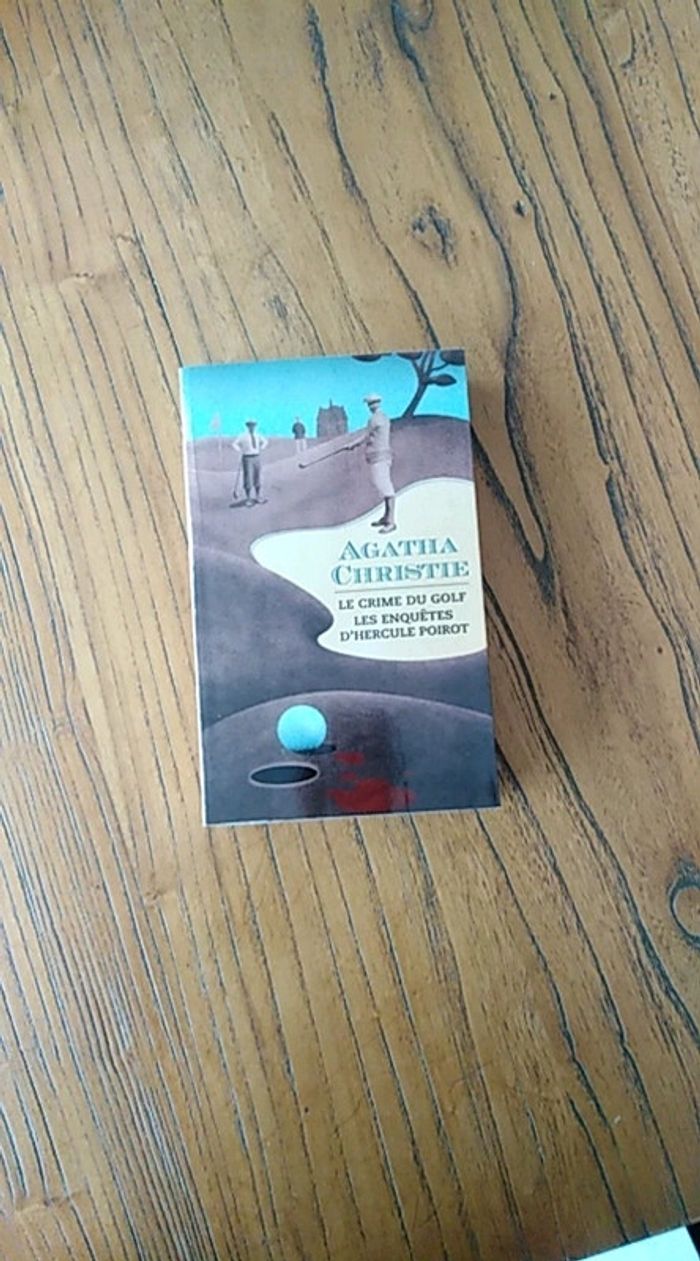 AGATHA
CHRISTIE
LE CRIME DU GOLF
LES ENQUÊTES
D'HERCULE POIROT